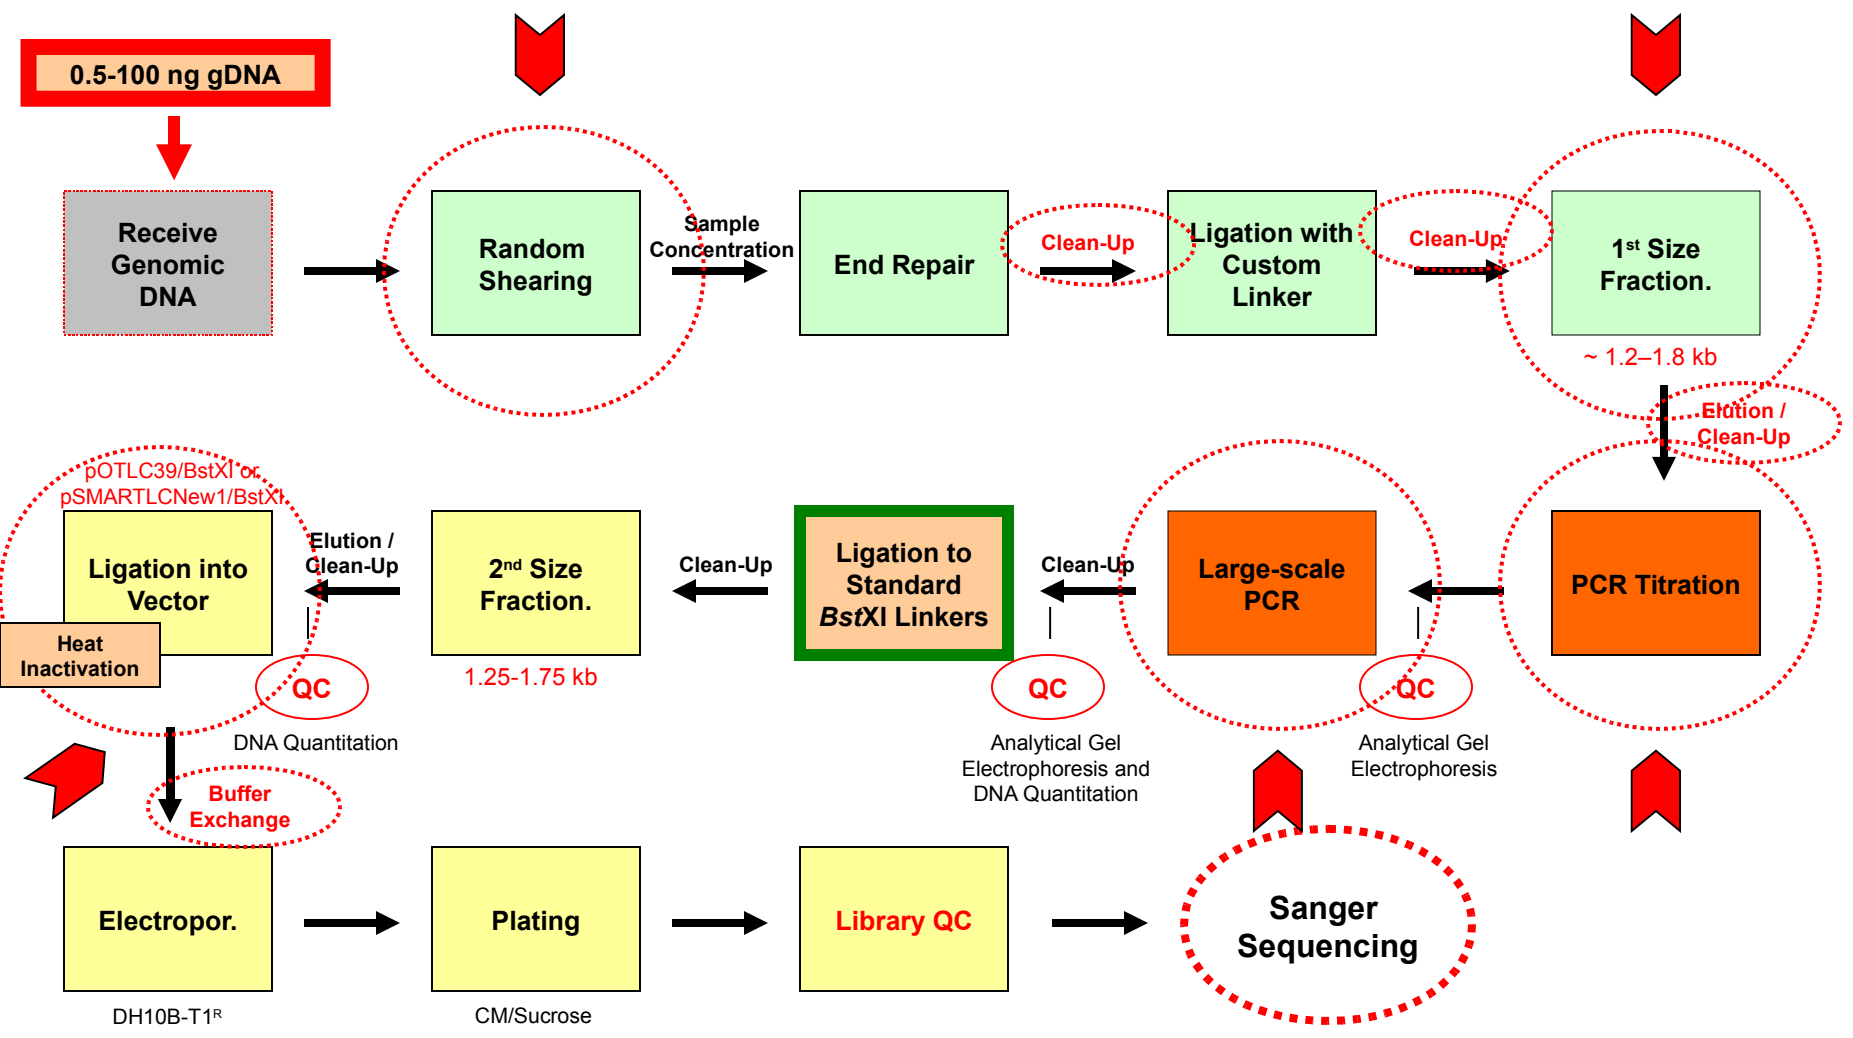 0.5-100 ng gDNA
Receive
Genomic
DNA
Random
Shearing
Sample
Concentration
End Repair
Clean-Up
Ligation with
Custom
Linker
Clean-Up
1st Size
Fraction.
~ 1.2–1.8 kb
Elution /
Clean-Up
PCR Titration
QC
Analytical Gel
Electrophoresis
Large-scale
PCR
Clean-Up
QC
Analytical Gel
Electrophoresis and
DNA Quantitation
Ligation to
Standard
BstXI Linkers
Clean-Up
2nd Size
Fraction.
1.25-1.75 kb
Elution /
Clean-Up
QC
DNA Quantitation
pOTLC39/BstXI or
pSMARTLCNew1/BstXI
Ligation into
Vector
Heat
Inactivation
Buffer
Exchange
Electropor.
DH10B-T1R
Plating
CM/Sucrose
Library QC
Sanger
Sequencing